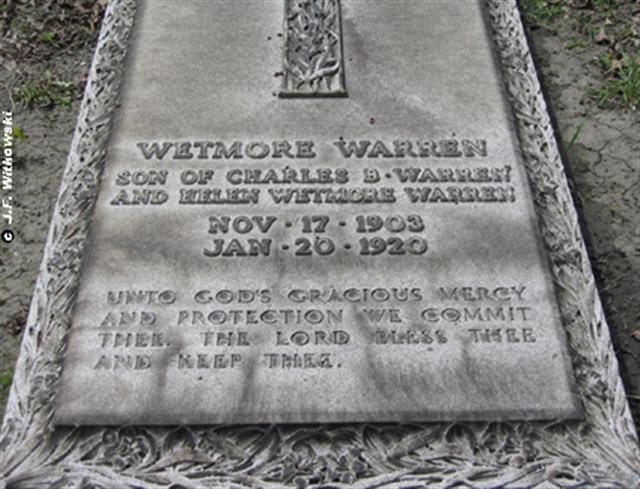 WETMORE WARREN
SON OF CHARLES B · WARREN
AND HELEN WETMORE WARREN
NOV · 17 · 1903
JAN · 20 · 1920
UNTO GOD'S GRACIOUS MERCY
AND PROTECTION WE COMMIT
THEE. THE LORD BLESS THEE
AND KEEP THEE.
© J.F. Witkowski